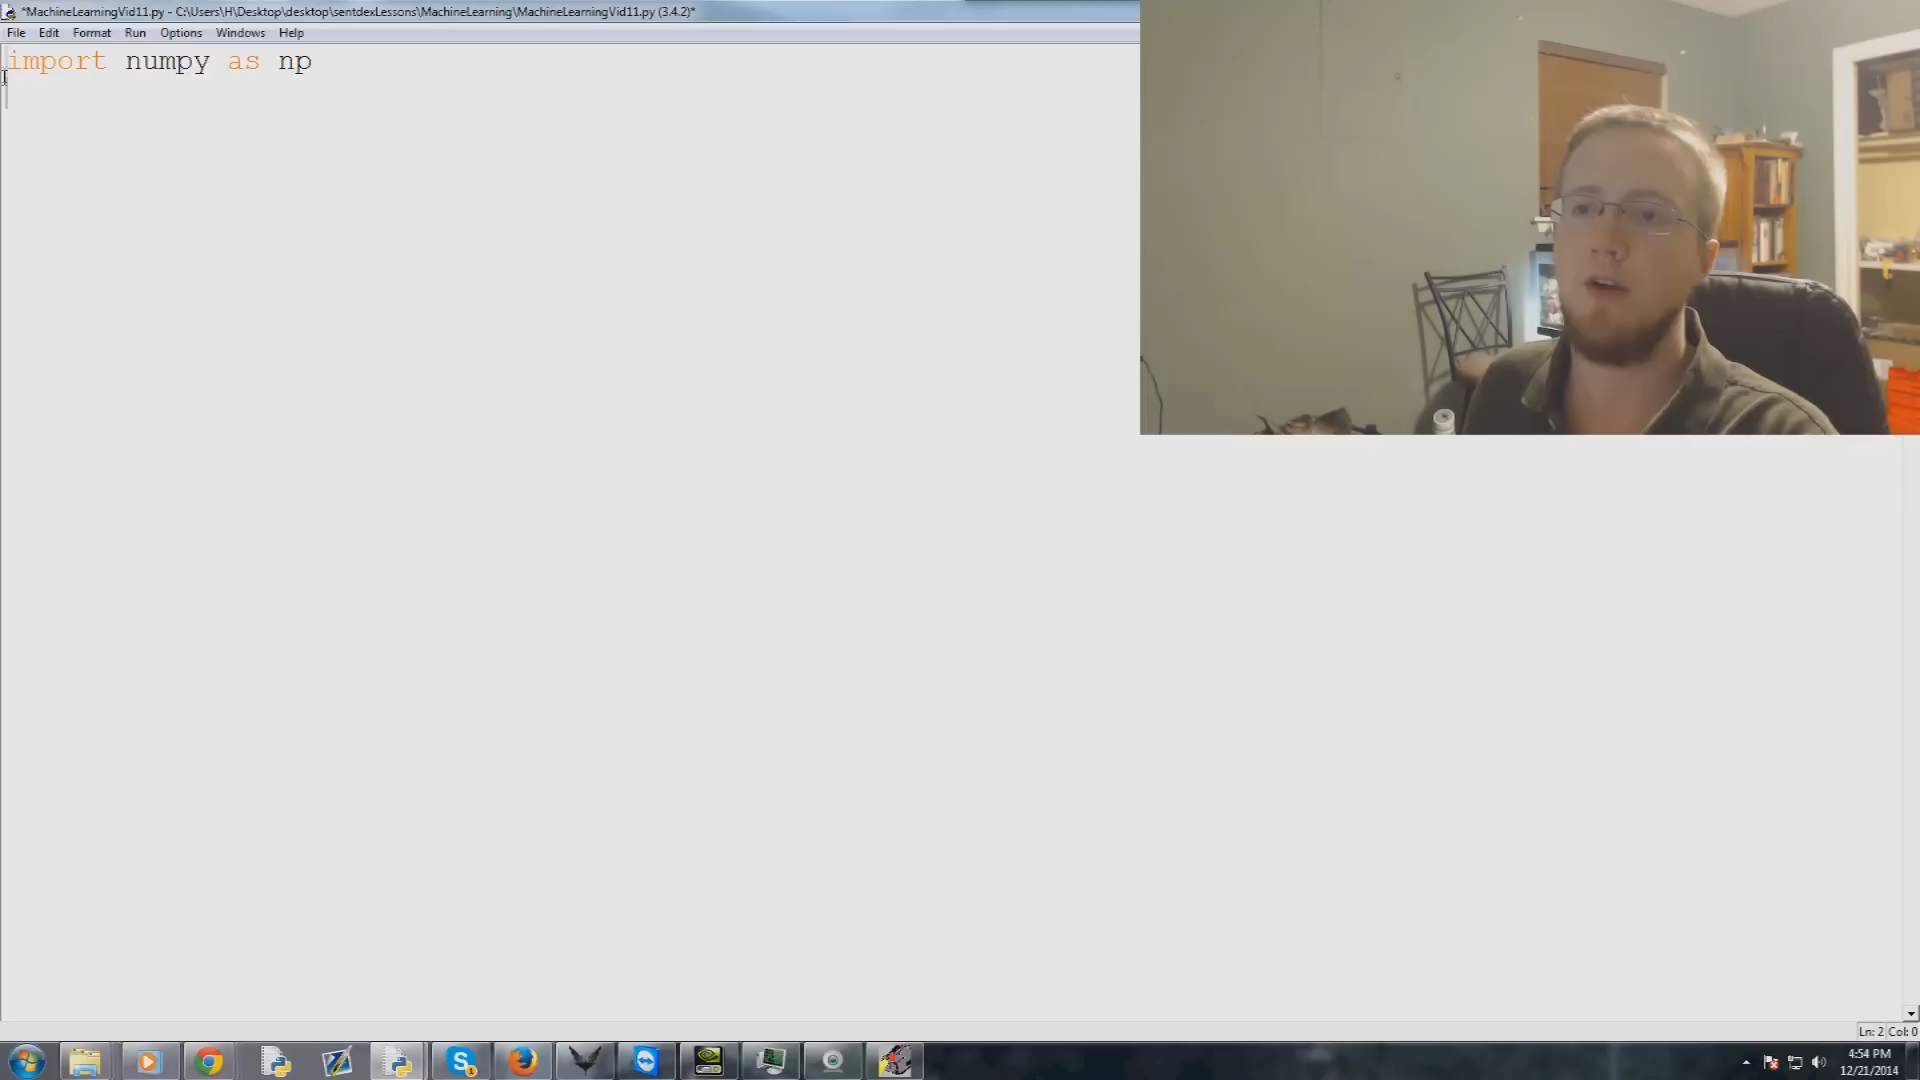 *MachineLearningVid11.py - C:\Users\H\Desktop\desktop\sentdexLessons\MachineLearning\MachineLearningVid11.py (3.4.2)*
File Edit Format Run Options Windows Help
import numpy as np
Ln: 2 Col: 0
4:54 PM
12/21/2014